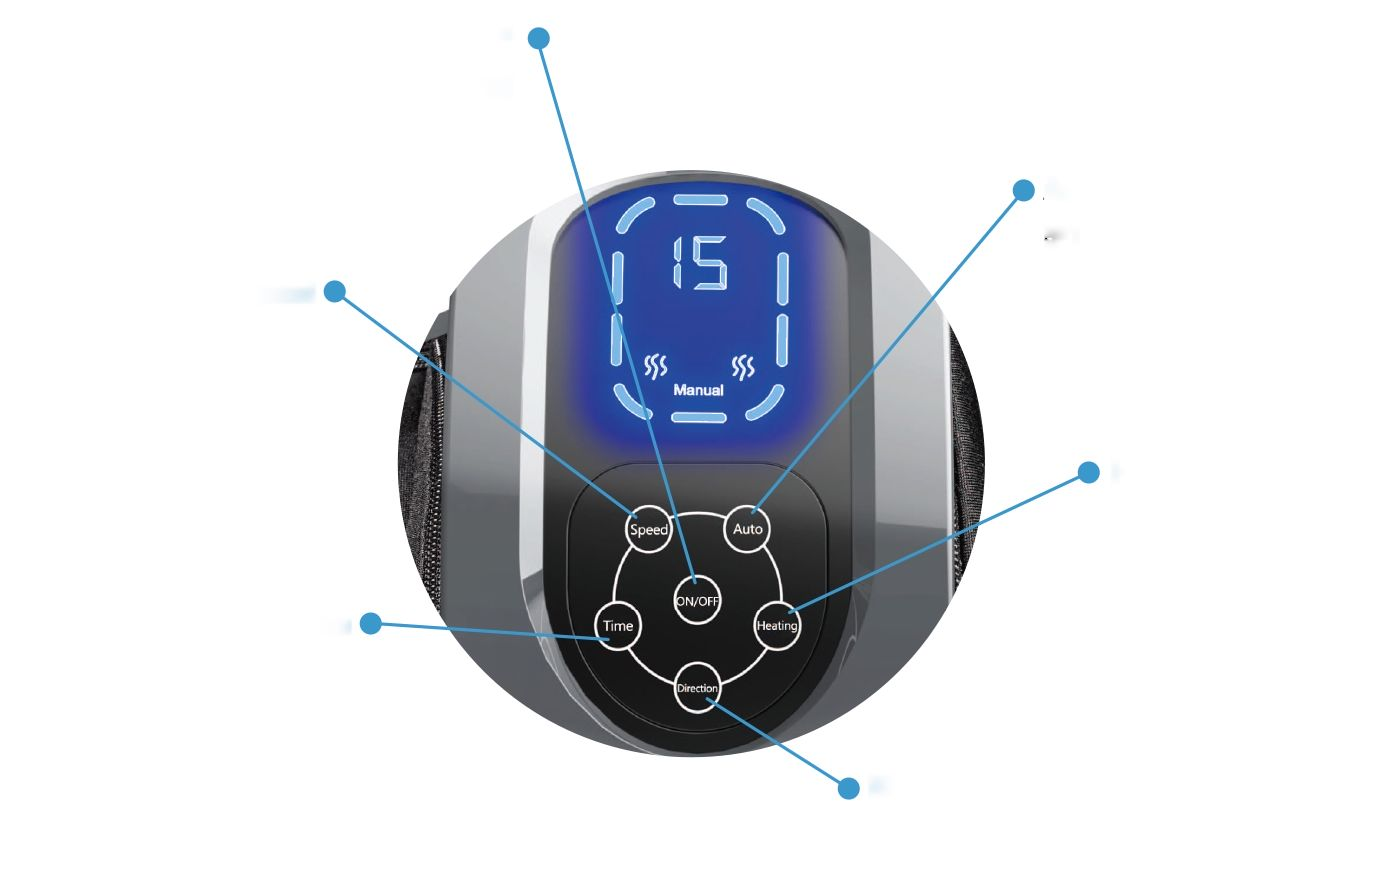 15
Manual
Speed
Auto
ON/OFF
Time
Heating
Direction